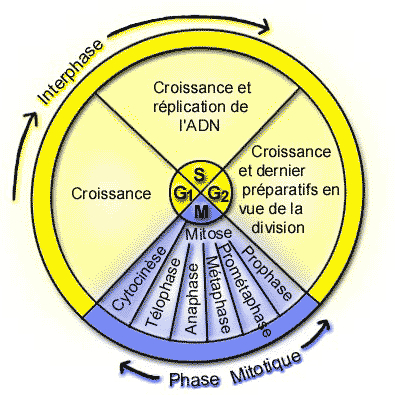 Interphase
Croissance et
réplication de
l'ADN
Croissance
et dernier
préparatifs en
vue de la
division
Croissance
S
G1
G2
M
Mitose
Cytocinèse
Télophase
Anaphase
Métaphase
Prométaphase
Prophase
Phase Mitotique